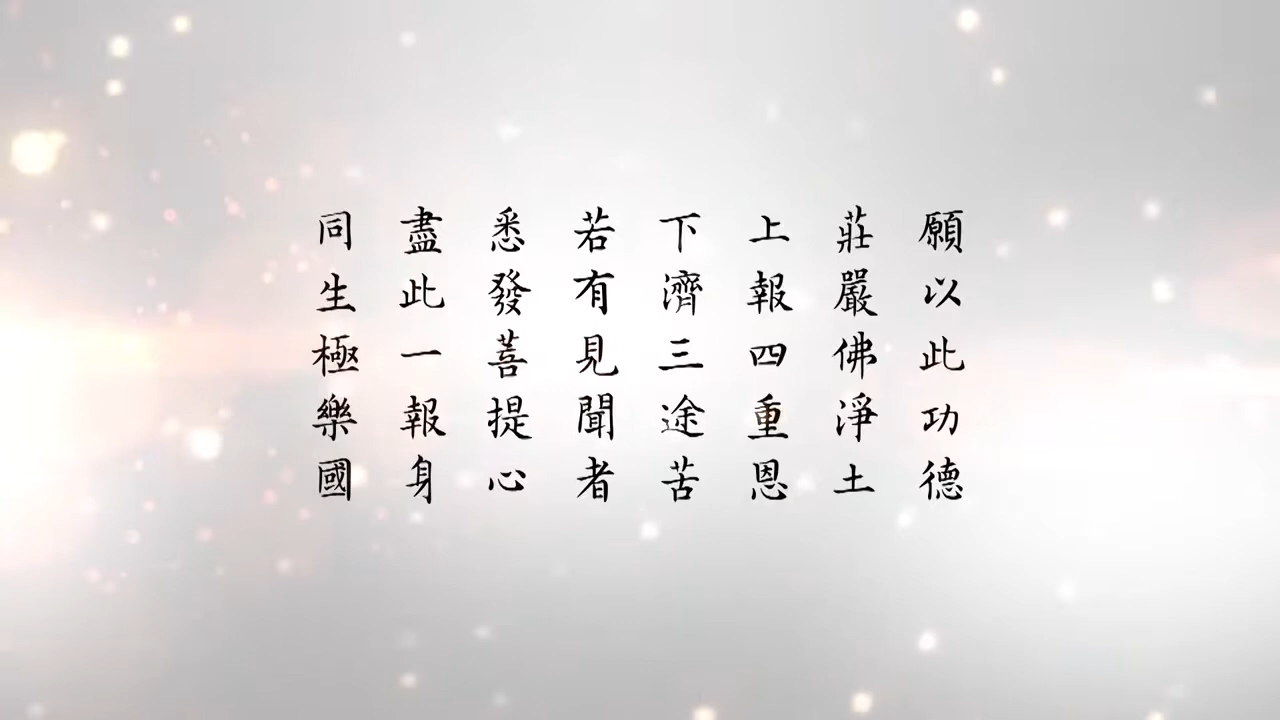 願以此功德
莊嚴佛淨土
上報四重恩
下濟三途苦
若有見聞者
悉發菩提心
盡此一報身
同生極樂國